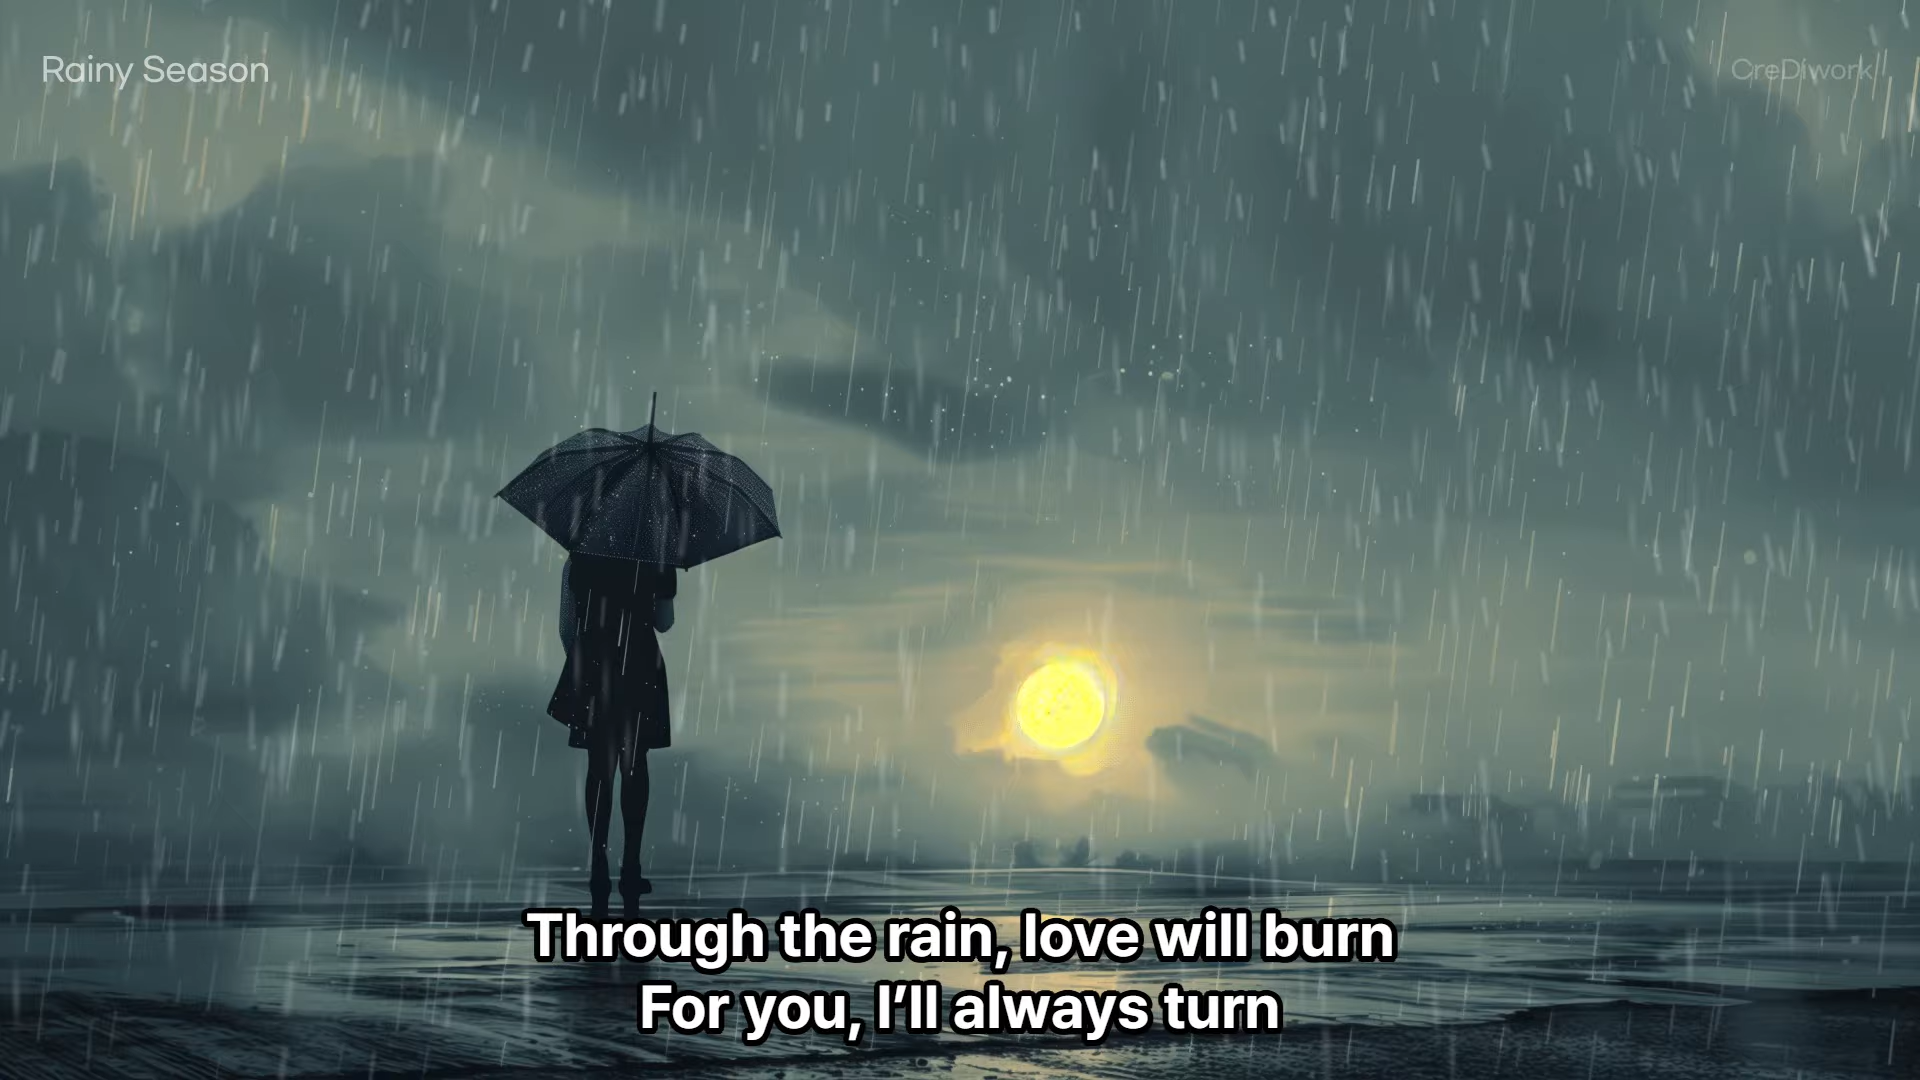 Rainy Season
CreDiwork
Through the rain, love will burn
For you, I’ll always turn